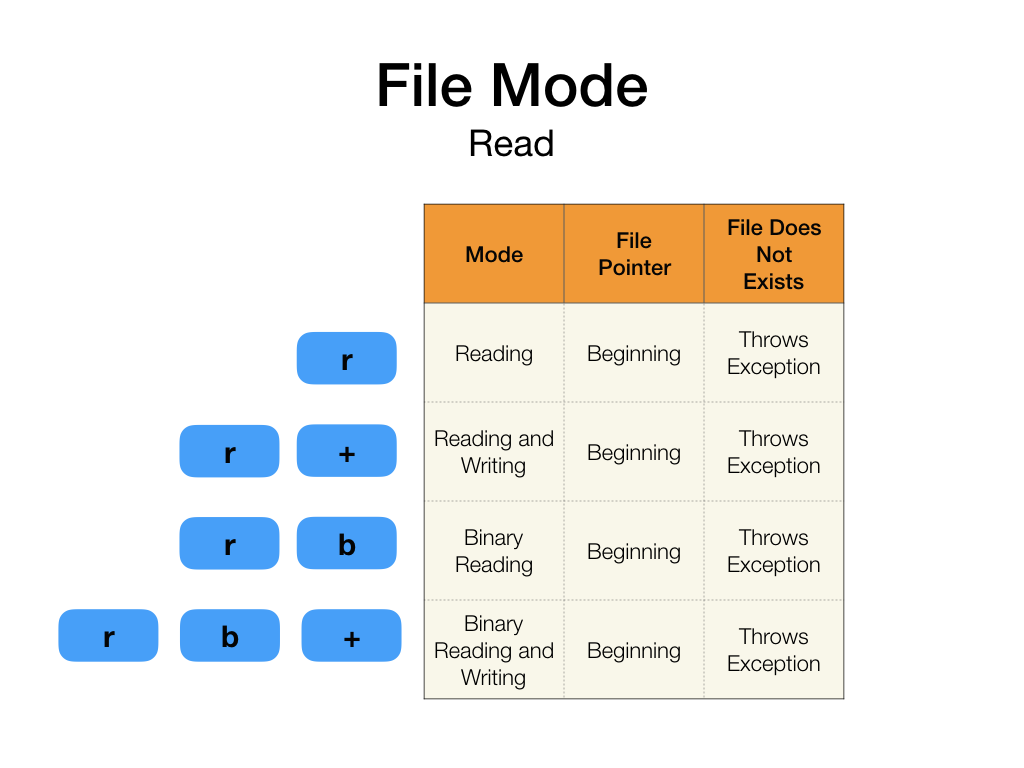 File Mode
Read
Mode
File
Pointer
File Does
Not
Exists
r
Reading
Beginning
Throws
Exception
r +
Reading and
Writing
Beginning
Throws
Exception
r b
Binary
Reading
Beginning
Throws
Exception
r b +
Binary
Reading and
Writing
Beginning
Throws
Exception